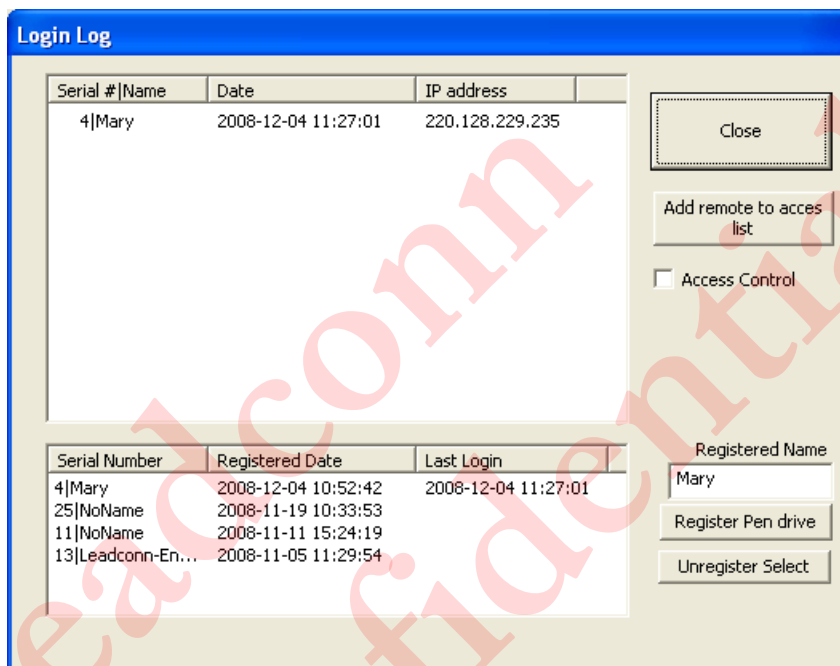 Login Log
Serial #|Name Date IP address
4|Mary 2008-12-04 11:27:01 220.128.229.235
Close
Add remote to acces
list
Access Control
Serial Number Registered Date Last Login
4|Mary 2008-12-04 10:52:42 2008-12-04 11:27:01
25|NoName 2008-11-19 10:33:53
11|NoName 2008-11-11 15:24:19
13|Leadconn-En... 2008-11-05 11:29:54
Registered Name
Mary
Register Pen drive
Unregister Select
eadconn
fidentia